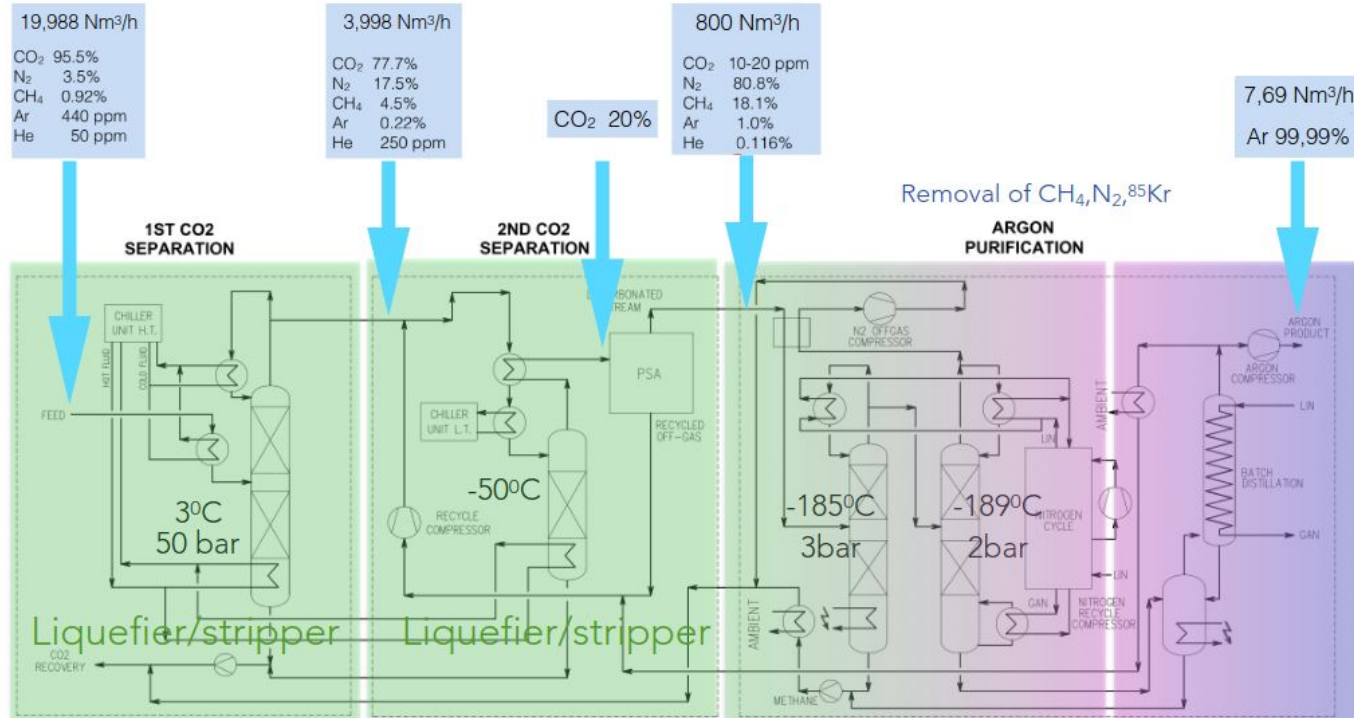 19,988 Nm³/h
CO₂ 95.5%
N₂ 3.5%
CH₄ 0.92%
Ar 440 ppm
He 50 ppm
3,998 Nm³/h
CO₂ 77.7%
N₂ 17.5%
CH₄ 4.5%
Ar 0.22%
He 250 ppm
CO₂ 20%
800 Nm³/h
CO₂ 10-20 ppm
N₂ 80.8%
CH₄ 18.1%
Ar 1.0%
He 0.116%
7,69 Nm³/h
Ar 99,99%
Removal of CH₄,N₂,⁸⁵Kr
1ST CO2
SEPARATION
2ND CO2
SEPARATION
ARGON
PURIFICATION
CHILLER
UNIT H.T.
HOT FLUID
COLD FLUID
FEED
3⁰C
50 bar
Liquefier/stripper
CO2
RECOVERY
CHILLER
UNIT L.T.
-50⁰C
RECYCLE
COMPRESSOR
PSA
RECYCLED
OFF-GAS
Liquefier/stripper
N2 OFFGAS
COMPRESSOR
-185⁰C
3bar
-189⁰C
2bar
LIN
NITROGEN
CYCLE
LIN
GAN
NITROGEN
RECYCLE
COMPRESSOR
AMBIENT
METHANE
AMBIENT
ARGON
PRODUCT
ARGON
COMPRESSOR
LIN
BATCH
DISTILLATION
GAN